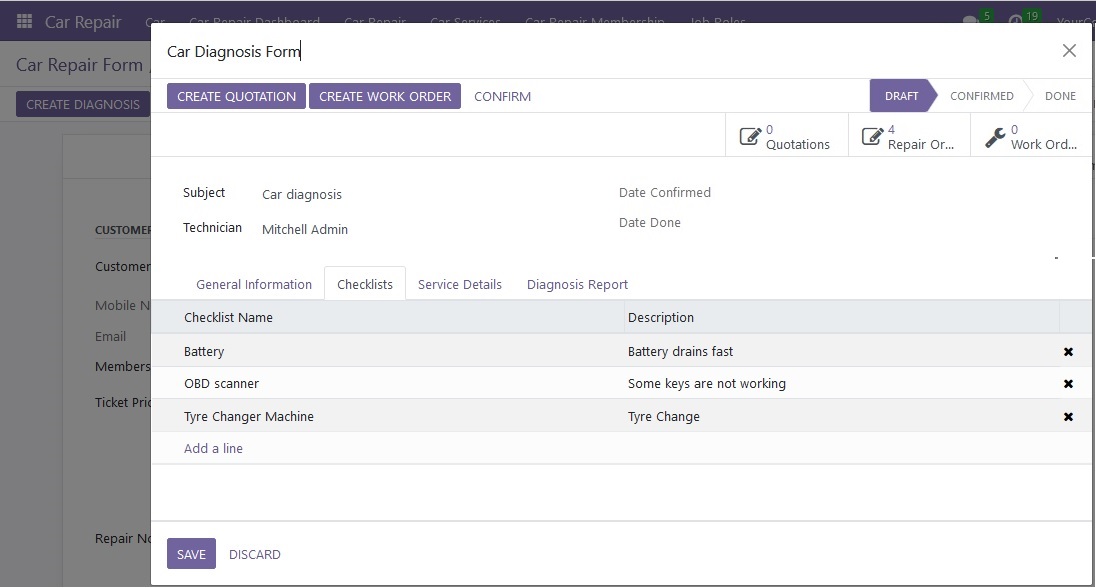 Car Repair Car Car Repair Dashboard Car Repair Car Services Car Repair Membership Job Roles 5 19
Car Diagnosis Form
Car Repair Form /
CREATE DIAGNOSIS
CREATE QUOTATION CREATE WORK ORDER CONFIRM DRAFT CONFIRMED DONE
0 Quotations
4 Repair Or...
0 Work Ord...
Subject Car diagnosis Date Confirmed
Technician Mitchell Admin Date Done
CUSTOMER
Customer
Mobile N
Email
Members
Ticket Pric
Repair No
General Information Checklists Service Details Diagnosis Report
Checklist Name Description
Battery Battery drains fast
OBD scanner Some keys are not working
Tyre Changer Machine Tyre Change
Add a line
SAVE DISCARD